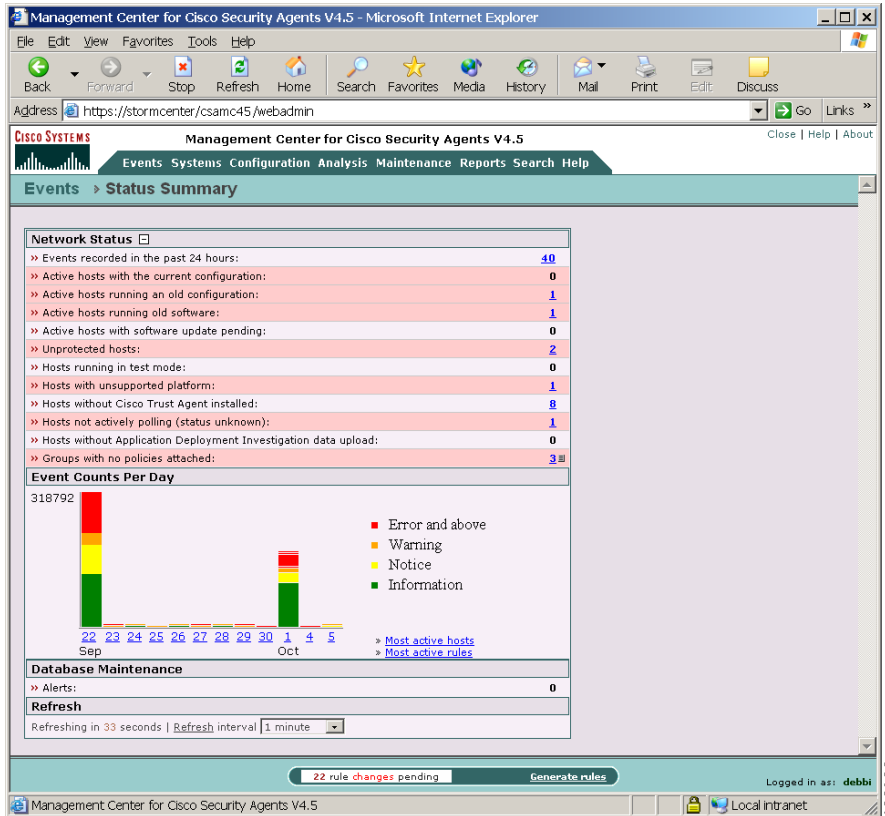 Management Center for Cisco Security Agents V4.5 - Microsoft Internet Explorer
File Edit View Favorites Tools Help
Back Forward Stop Refresh Home Search Favorites Media History Mail Print Edit Discuss
Address https://stormcenter/csamc45/webadmin Go Links »
CISCO SYSTEMS
Management Center for Cisco Security Agents V4.5
Close | Help | About
Events Systems Configuration Analysis Maintenance Reports Search Help
Events > Status Summary
Network Status
» Events recorded in the past 24 hours: 40
» Active hosts with the current configuration: 0
» Active hosts running an old configuration: 1
» Active hosts running old software: 1
» Active hosts with software update pending: 0
» Unprotected hosts: 2
» Hosts running in test mode: 0
» Hosts with unsupported platform: 1
» Hosts without Cisco Trust Agent installed: 8
» Hosts not actively polling (status unknown): 1
» Hosts without Application Deployment Investigation data upload: 0
» Groups with no policies attached: 3
Event Counts Per Day
318792
Error and above
Warning
Notice
Information
22 23 24 25 26 27 28 29 30 1 4 5
Sep Oct
» Most active hosts
» Most active rules
Database Maintenance
» Alerts: 0
Refresh
Refreshing in 33 seconds | Refresh interval 1 minute
22 rule changes pending Generate rules
Logged in as: debbi
Management Center for Cisco Security Agents V4.5 Local intranet